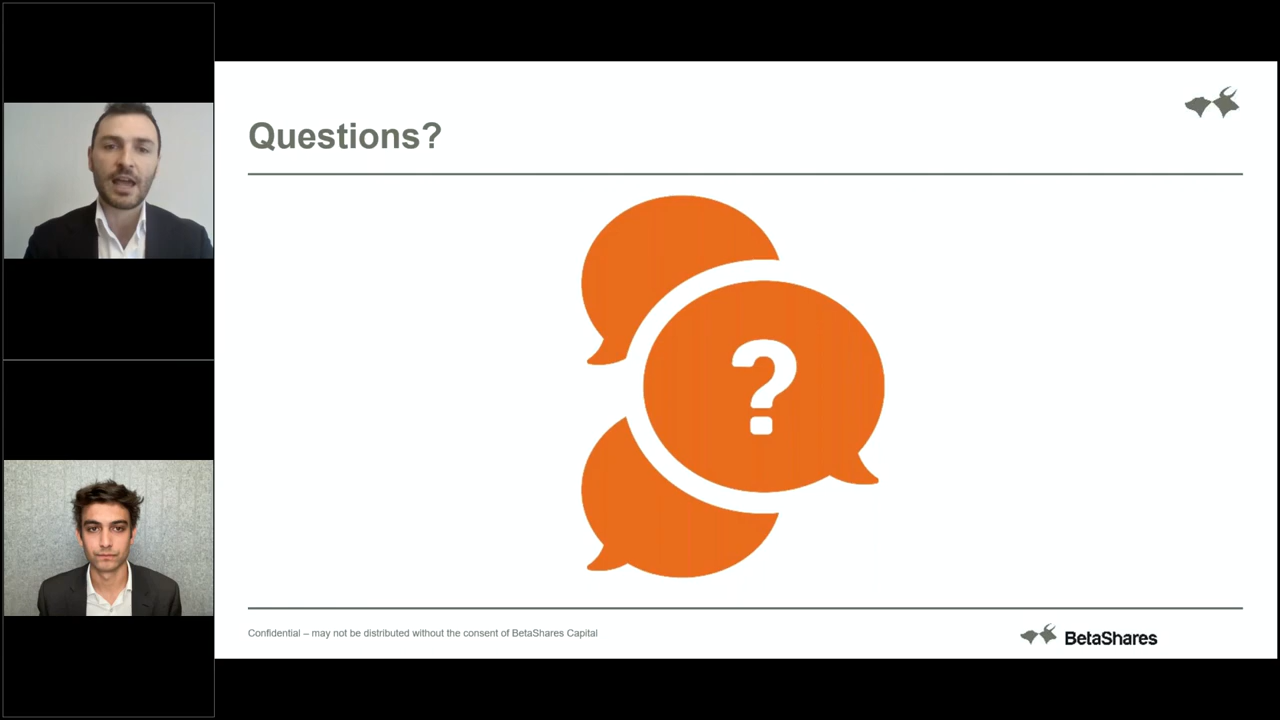 Questions?
?
Confidential – may not be distributed without the consent of BetaShares Capital
BetaShares